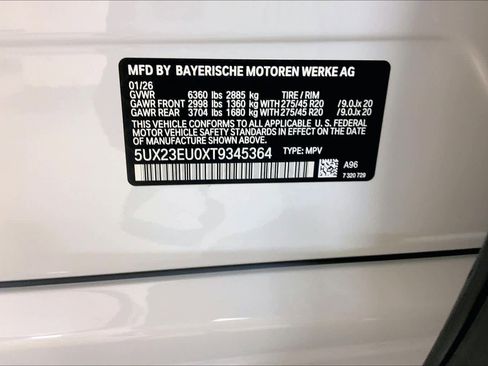 MFD BY BAYERISCHE MOTOREN WERKE AG
01/26
GVWR 6360 lbs 2885 kg TIRE / RIM
GAWR FRONT 2998 lbs 1360 kg WITH 275/45 R20 / 9.0Jx 20
GAWR REAR 3704 lbs 1680 kg WITH 275/45 R20 / 9.0Jx 20
THIS VEHICLE CONFORMS TO ALL APPLICABLE U.S. FEDERAL
MOTOR VEHICLE SAFETY STANDARDS IN EFFECT ON THE DATE
OF MANUFACTURE SHOWN ABOVE.
5UX23EU0XT9345364 TYPE: MPV
A96
7 320 729